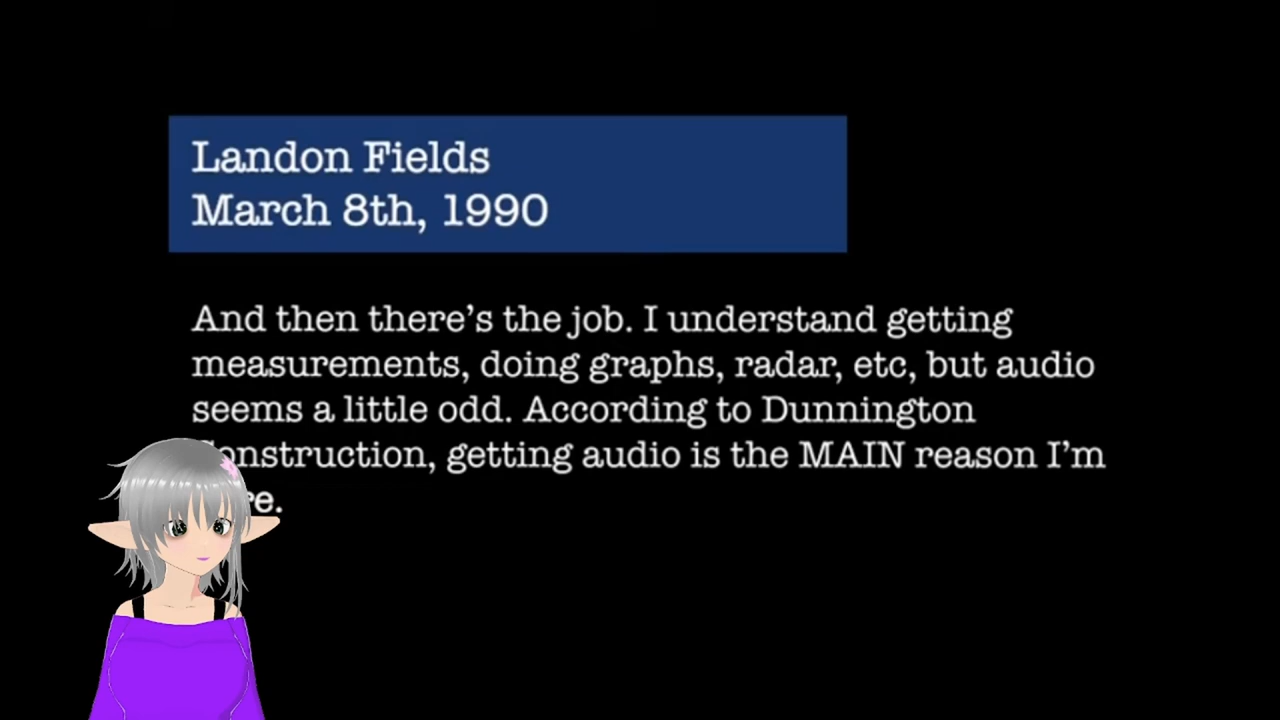 Landon Fields
March 8th, 1990
And then there's the job. I understand getting
measurements, doing graphs, radar, etc, but audio
seems a little odd. According to Dunnington
Construction, getting audio is the MAIN reason I'm